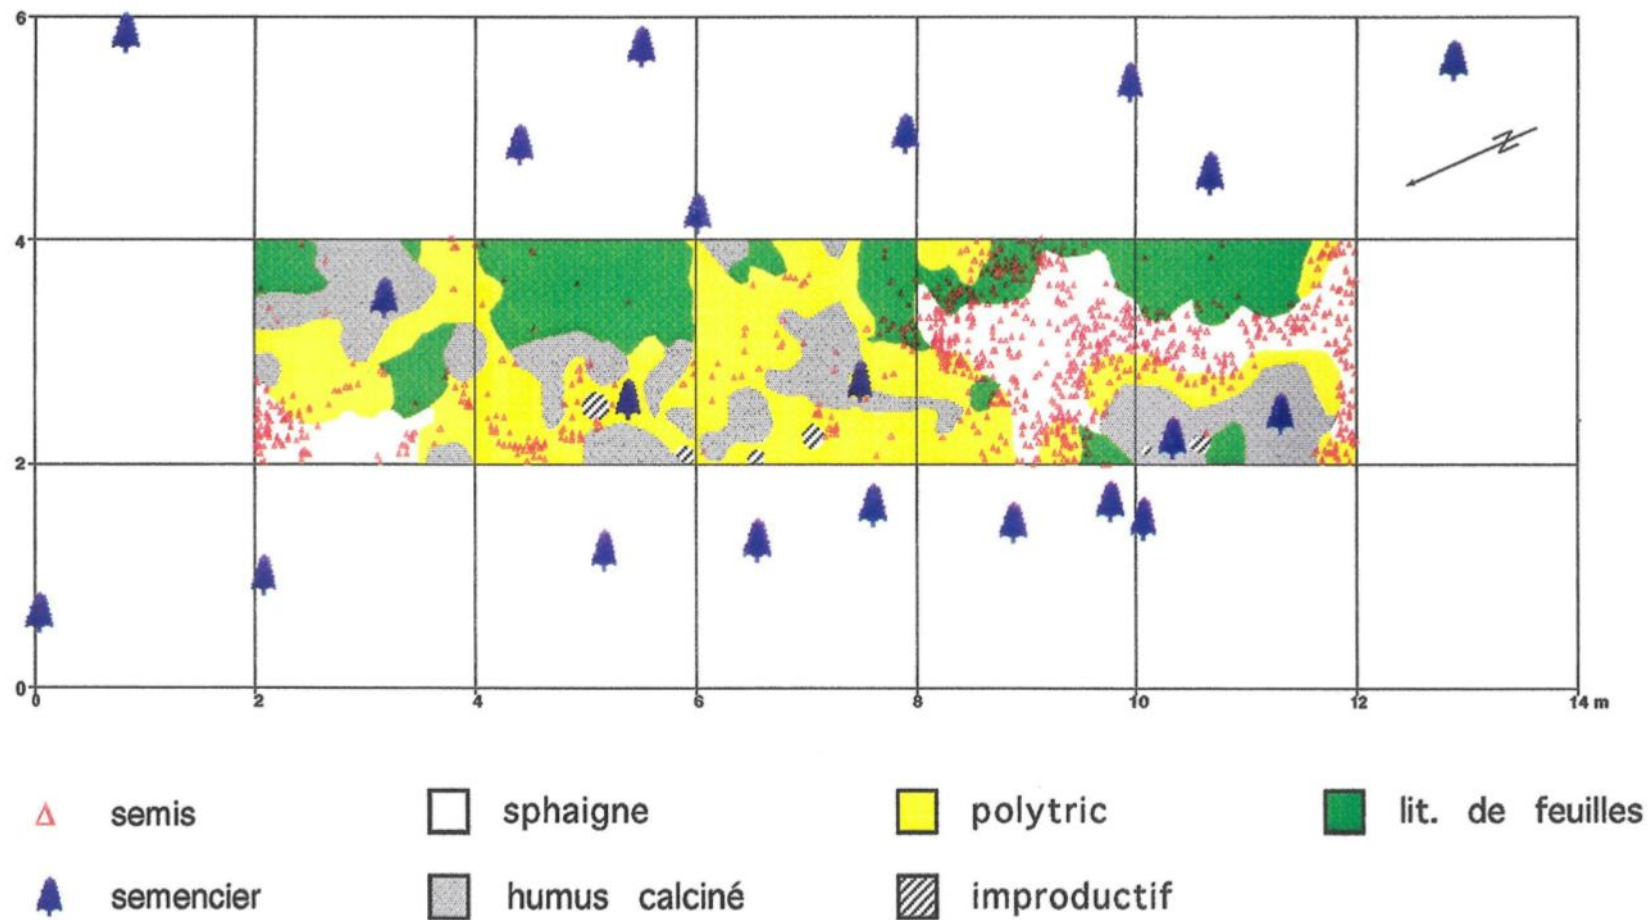 6
4
2
0
0 2 4 6 8 10 12 14 m
N
semis sphaigne polytric lit. de feuilles
semencier humus calciné improductif